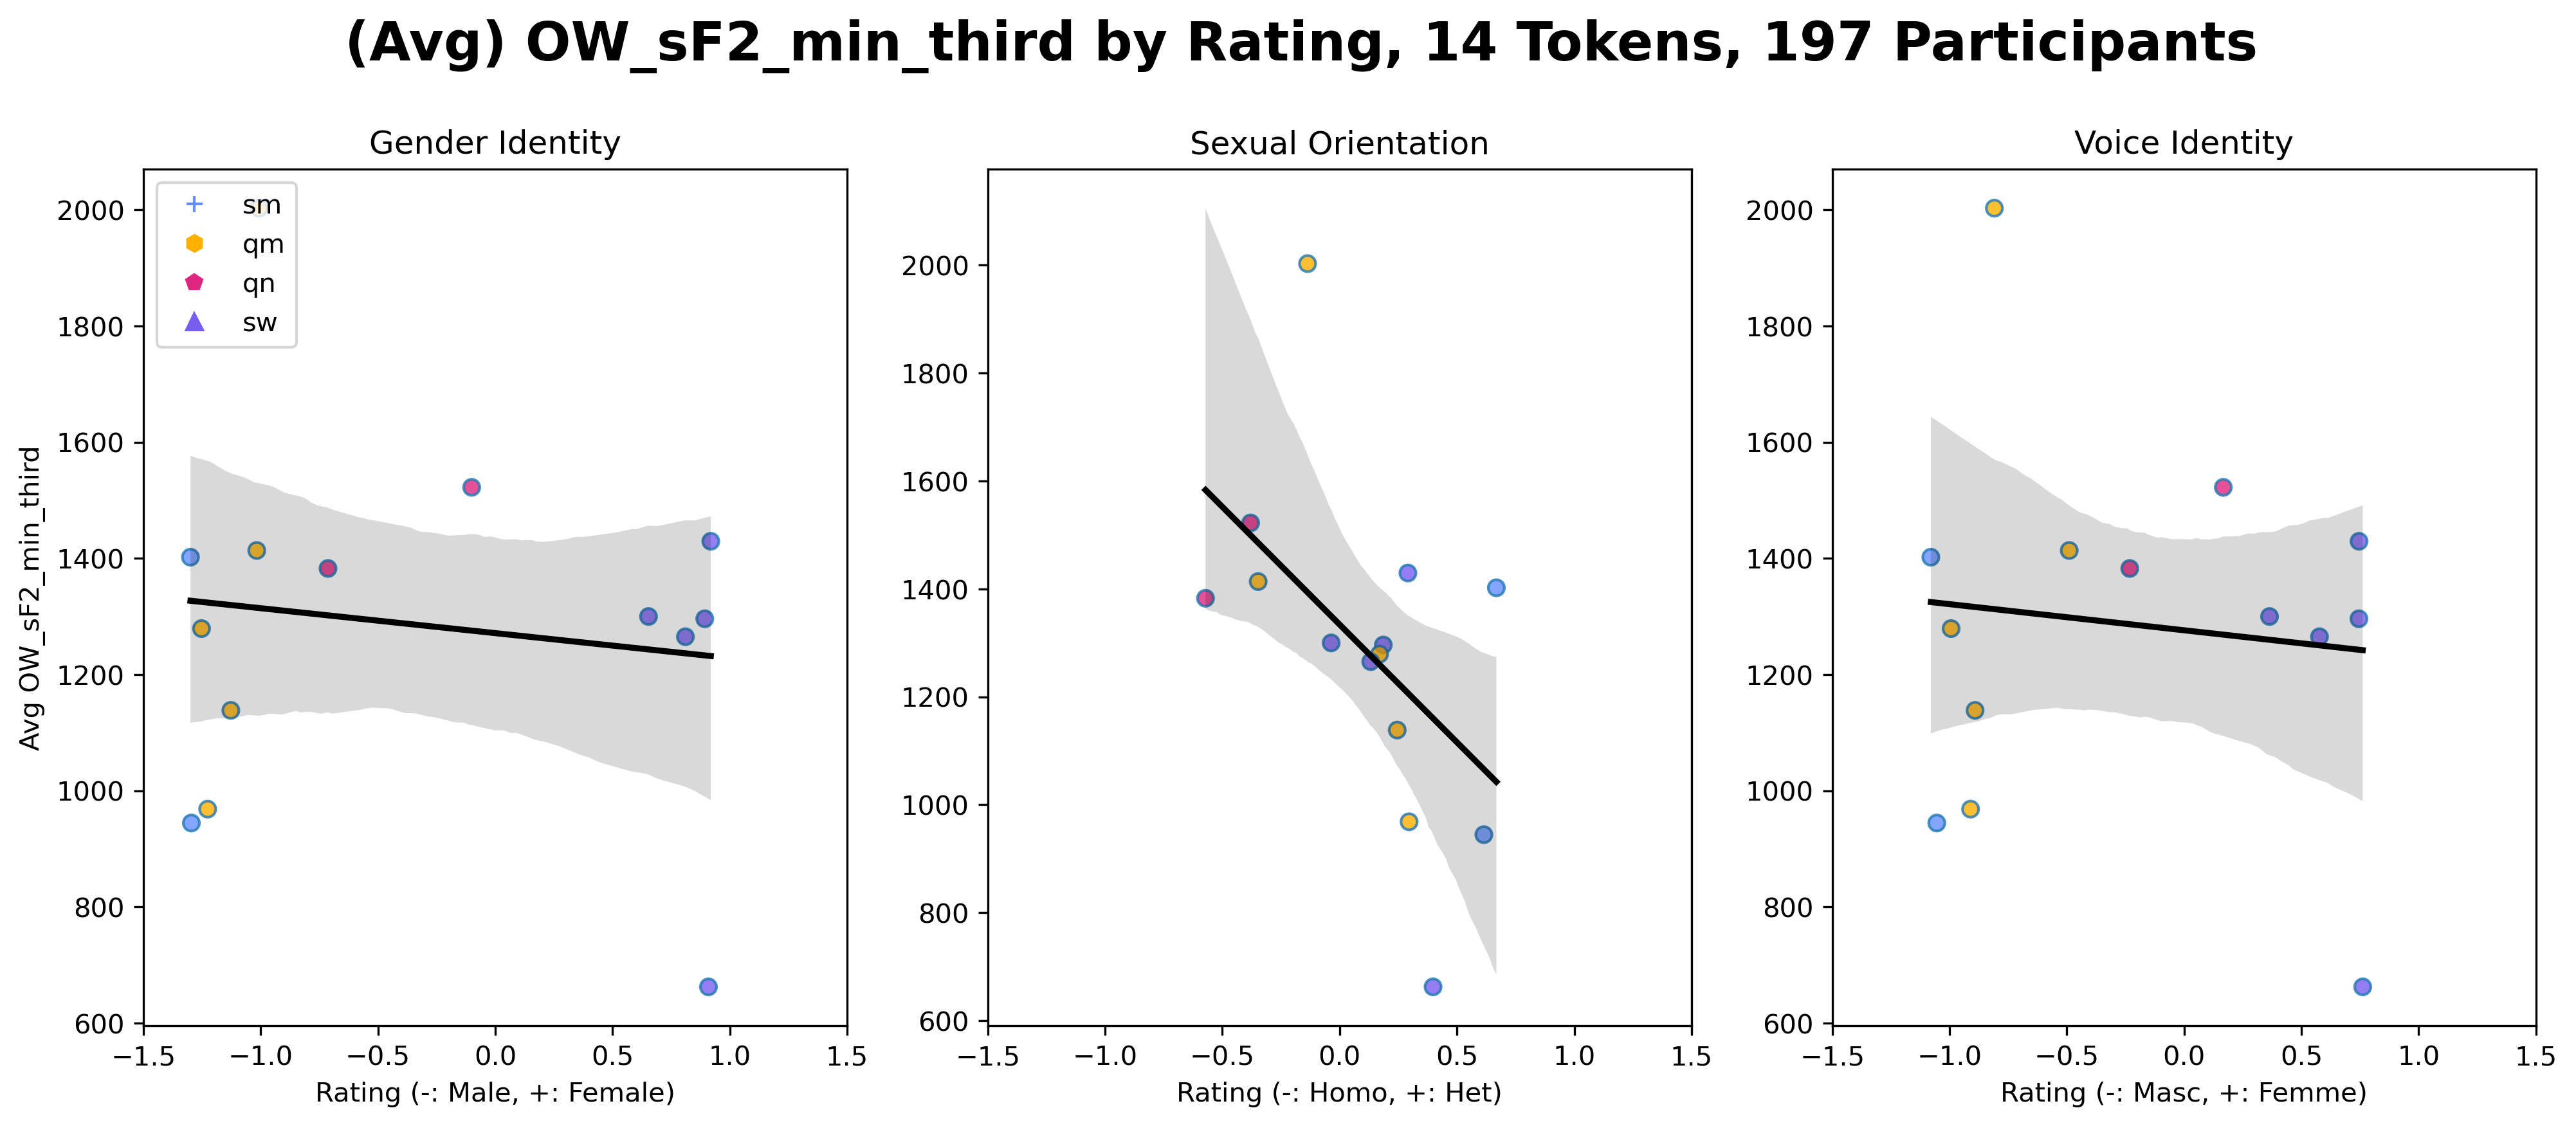 (Avg) OW_sF2_min_third by Rating, 14 Tokens, 197 Participants
Gender Identity
Sexual Orientation
Voice Identity
sm
qm
qn
sw
Avg OW_sF2_min_third
2000
1800
1600
1400
1200
1000
800
600
−1.5 −1.0 −0.5 0.0 0.5 1.0 1.5
Rating (-: Male, +: Female)
2000
1800
1600
1400
1200
1000
800
600
−1.5 −1.0 −0.5 0.0 0.5 1.0 1.5
Rating (-: Homo, +: Het)
2000
1800
1600
1400
1200
1000
800
600
−1.5 −1.0 −0.5 0.0 0.5 1.0 1.5
Rating (-: Masc, +: Femme)